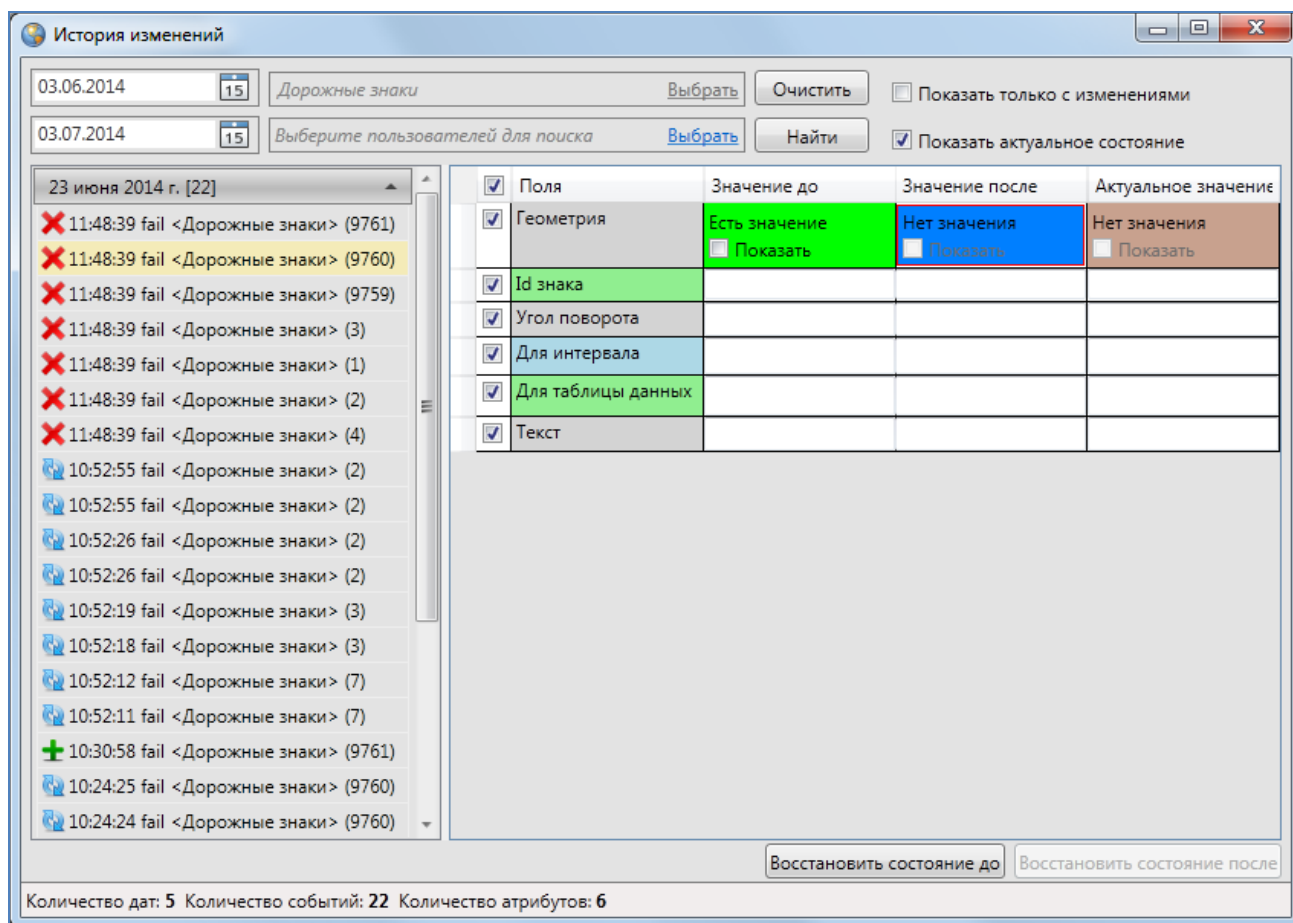 История изменений
03.06.2014 15 Дорожные знаки Выбрать Очистить Показать только с изменениями
03.07.2014 15 Выберите пользователей для поиска Выбрать Найти Показать актуальное состояние
23 июня 2014 г. [22]
11:48:39 fail <Дорожные знаки> (9761)
11:48:39 fail <Дорожные знаки> (9760)
11:48:39 fail <Дорожные знаки> (9759)
11:48:39 fail <Дорожные знаки> (3)
11:48:39 fail <Дорожные знаки> (1)
11:48:39 fail <Дорожные знаки> (2)
11:48:39 fail <Дорожные знаки> (4)
10:52:55 fail <Дорожные знаки> (2)
10:52:55 fail <Дорожные знаки> (2)
10:52:26 fail <Дорожные знаки> (2)
10:52:26 fail <Дорожные знаки> (2)
10:52:19 fail <Дорожные знаки> (3)
10:52:18 fail <Дорожные знаки> (3)
10:52:12 fail <Дорожные знаки> (7)
10:52:11 fail <Дорожные знаки> (7)
10:30:58 fail <Дорожные знаки> (9761)
10:24:25 fail <Дорожные знаки> (9760)
10:24:24 fail <Дорожные знаки> (9760)
Поля Значение до Значение после Актуальное значение
Геометрия Есть значение Нет значения Нет значения
Показать Показать Показать
Id знака
Угол поворота
Для интервала
Для таблицы данных
Текст
Восстановить состояние до Восстановить состояние после
Количество дат: 5 Количество событий: 22 Количество атрибутов: 6